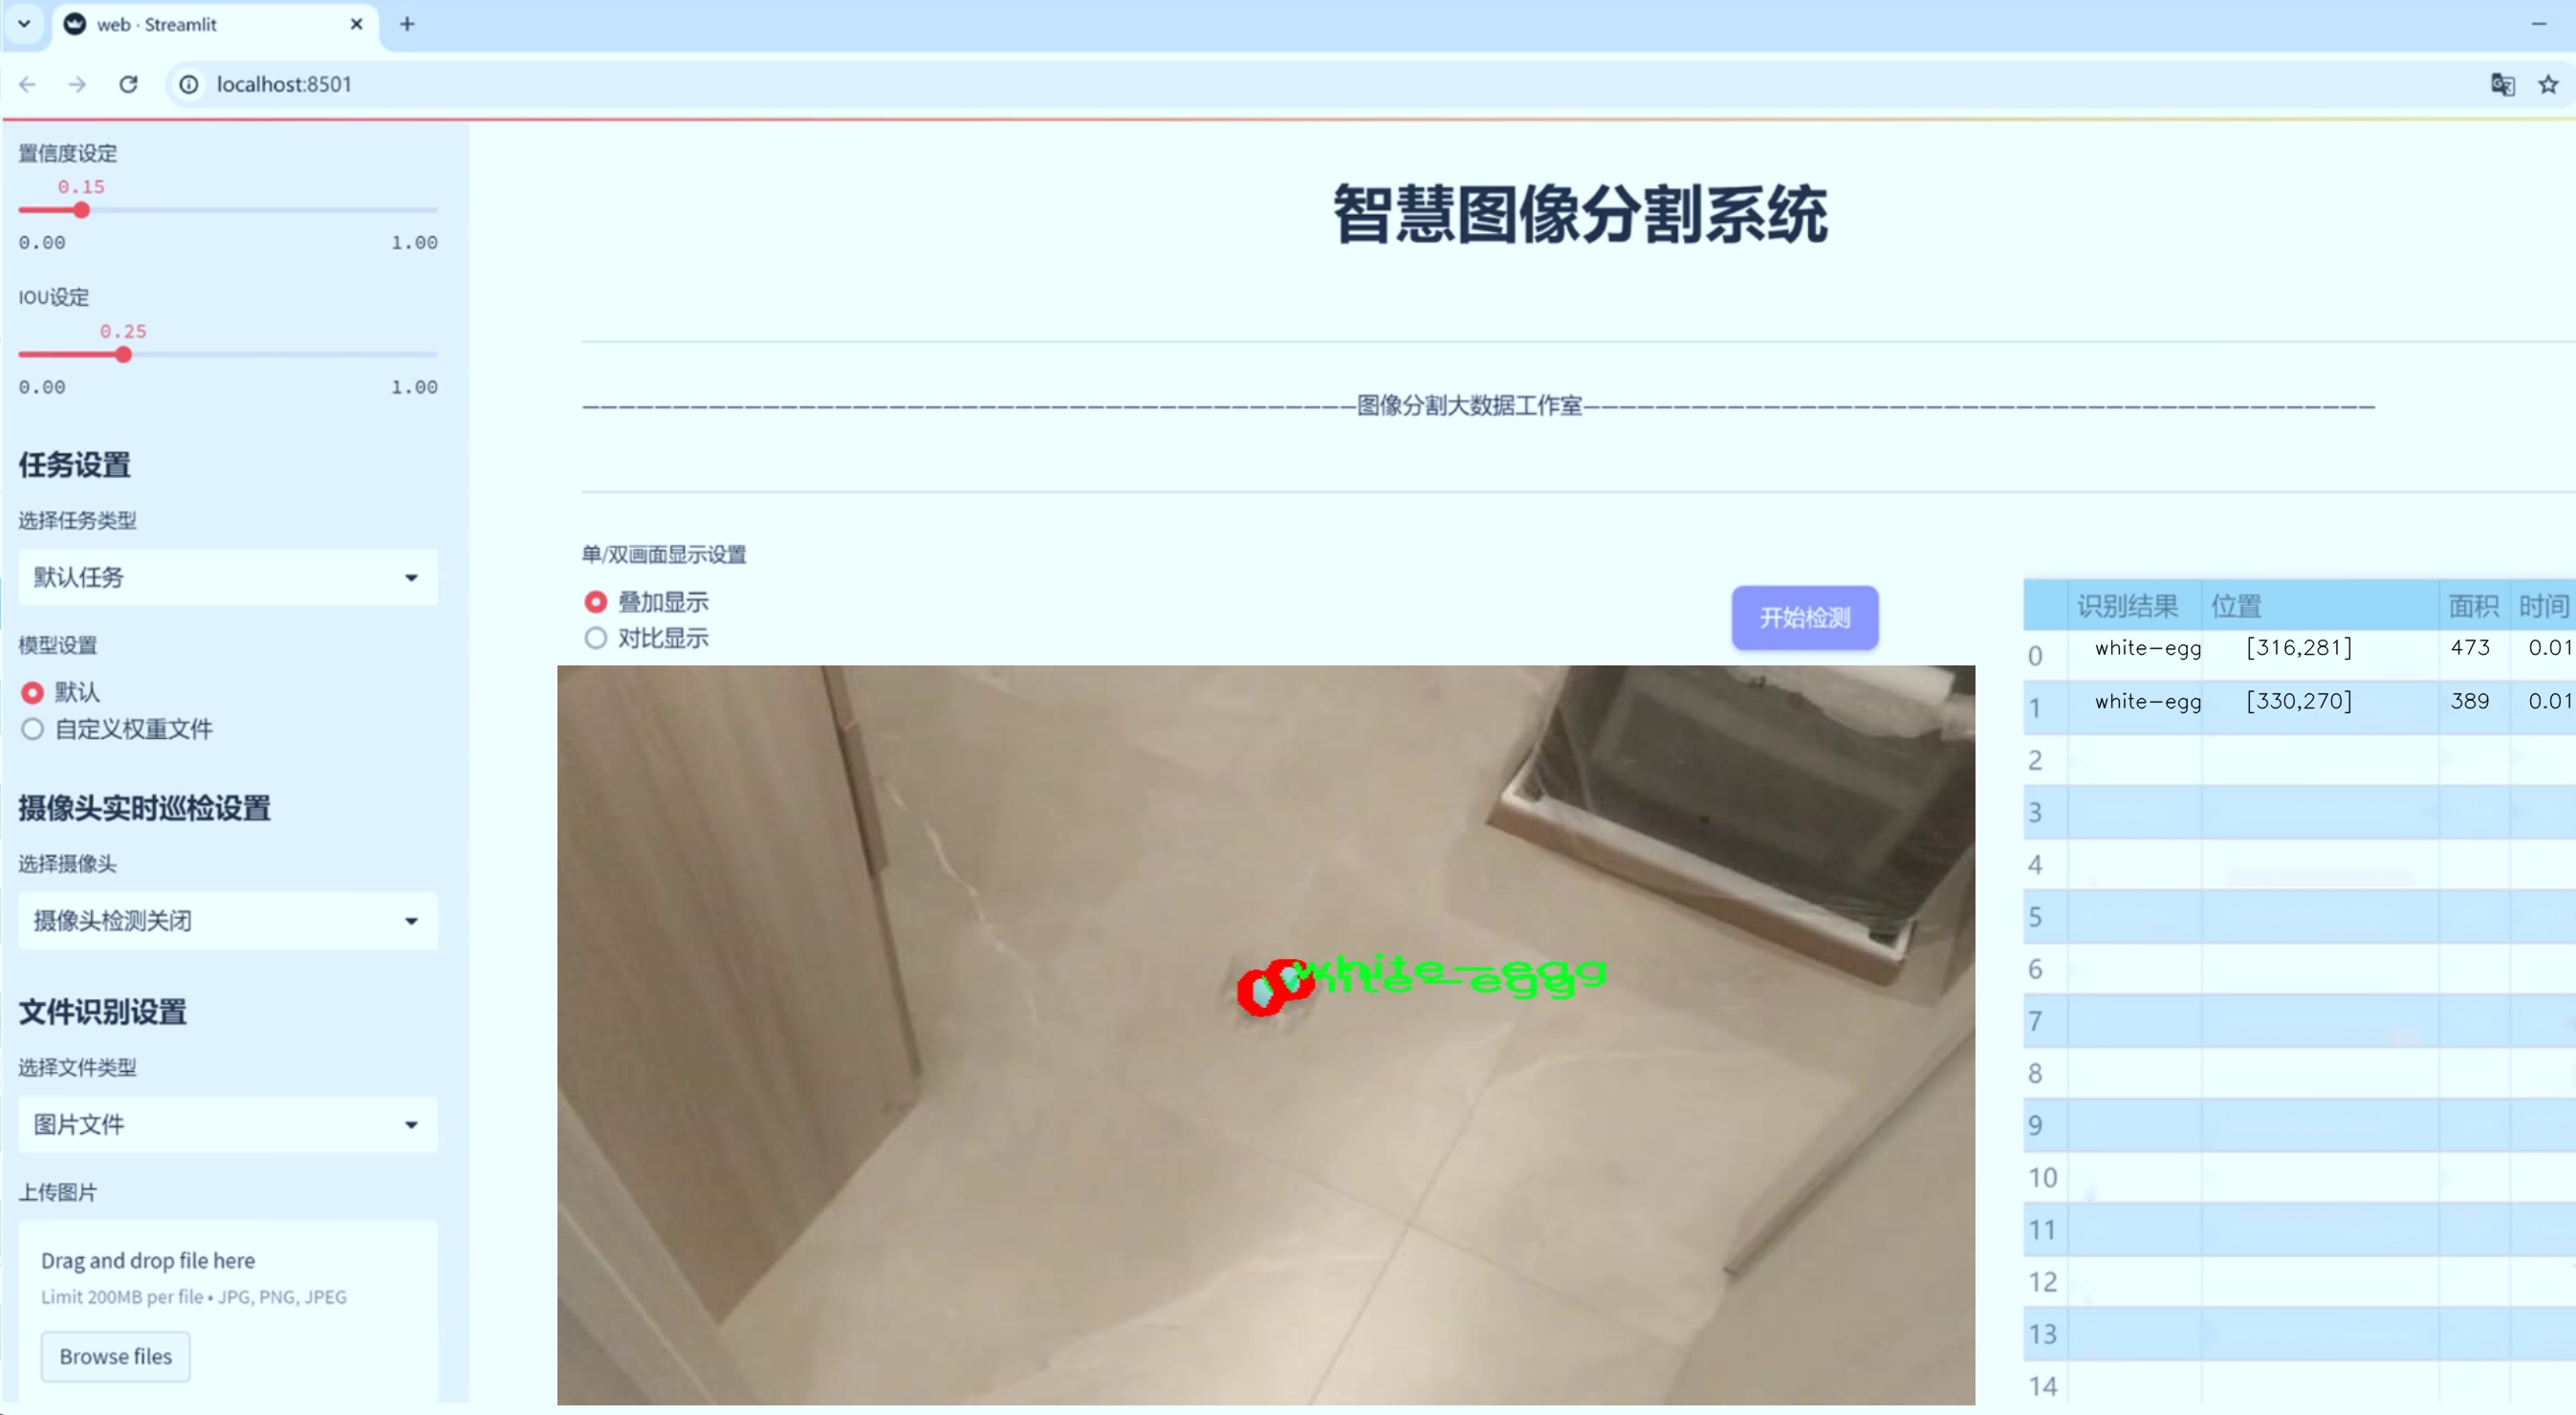 web · Streamlit
localhost:8501
置信度设定
0.15
0.00 1.00
IOU设定
0.25
0.00 1.00
任务设置
选择任务类型
默认任务
模型设置
默认
自定义权重文件
摄像头实时巡检设置
选择摄像头
摄像头检测关闭
文件识别设置
选择文件类型
图片文件
上传图片
Drag and drop file here
Limit 200MB per file • JPG, PNG, JPEG
Browse files
智慧图像分割系统
图像分割大数据工作室
单/双画面显示设置
叠加显示
对比显示
开始检测
white-egg
white-egg
识别结果 位置 面积 时间
0 white-egg [316,281] 473 0.01
1 white-egg [330,270] 389 0.01
2
3
4
5
6
7
8
9
10
11
12
13
14